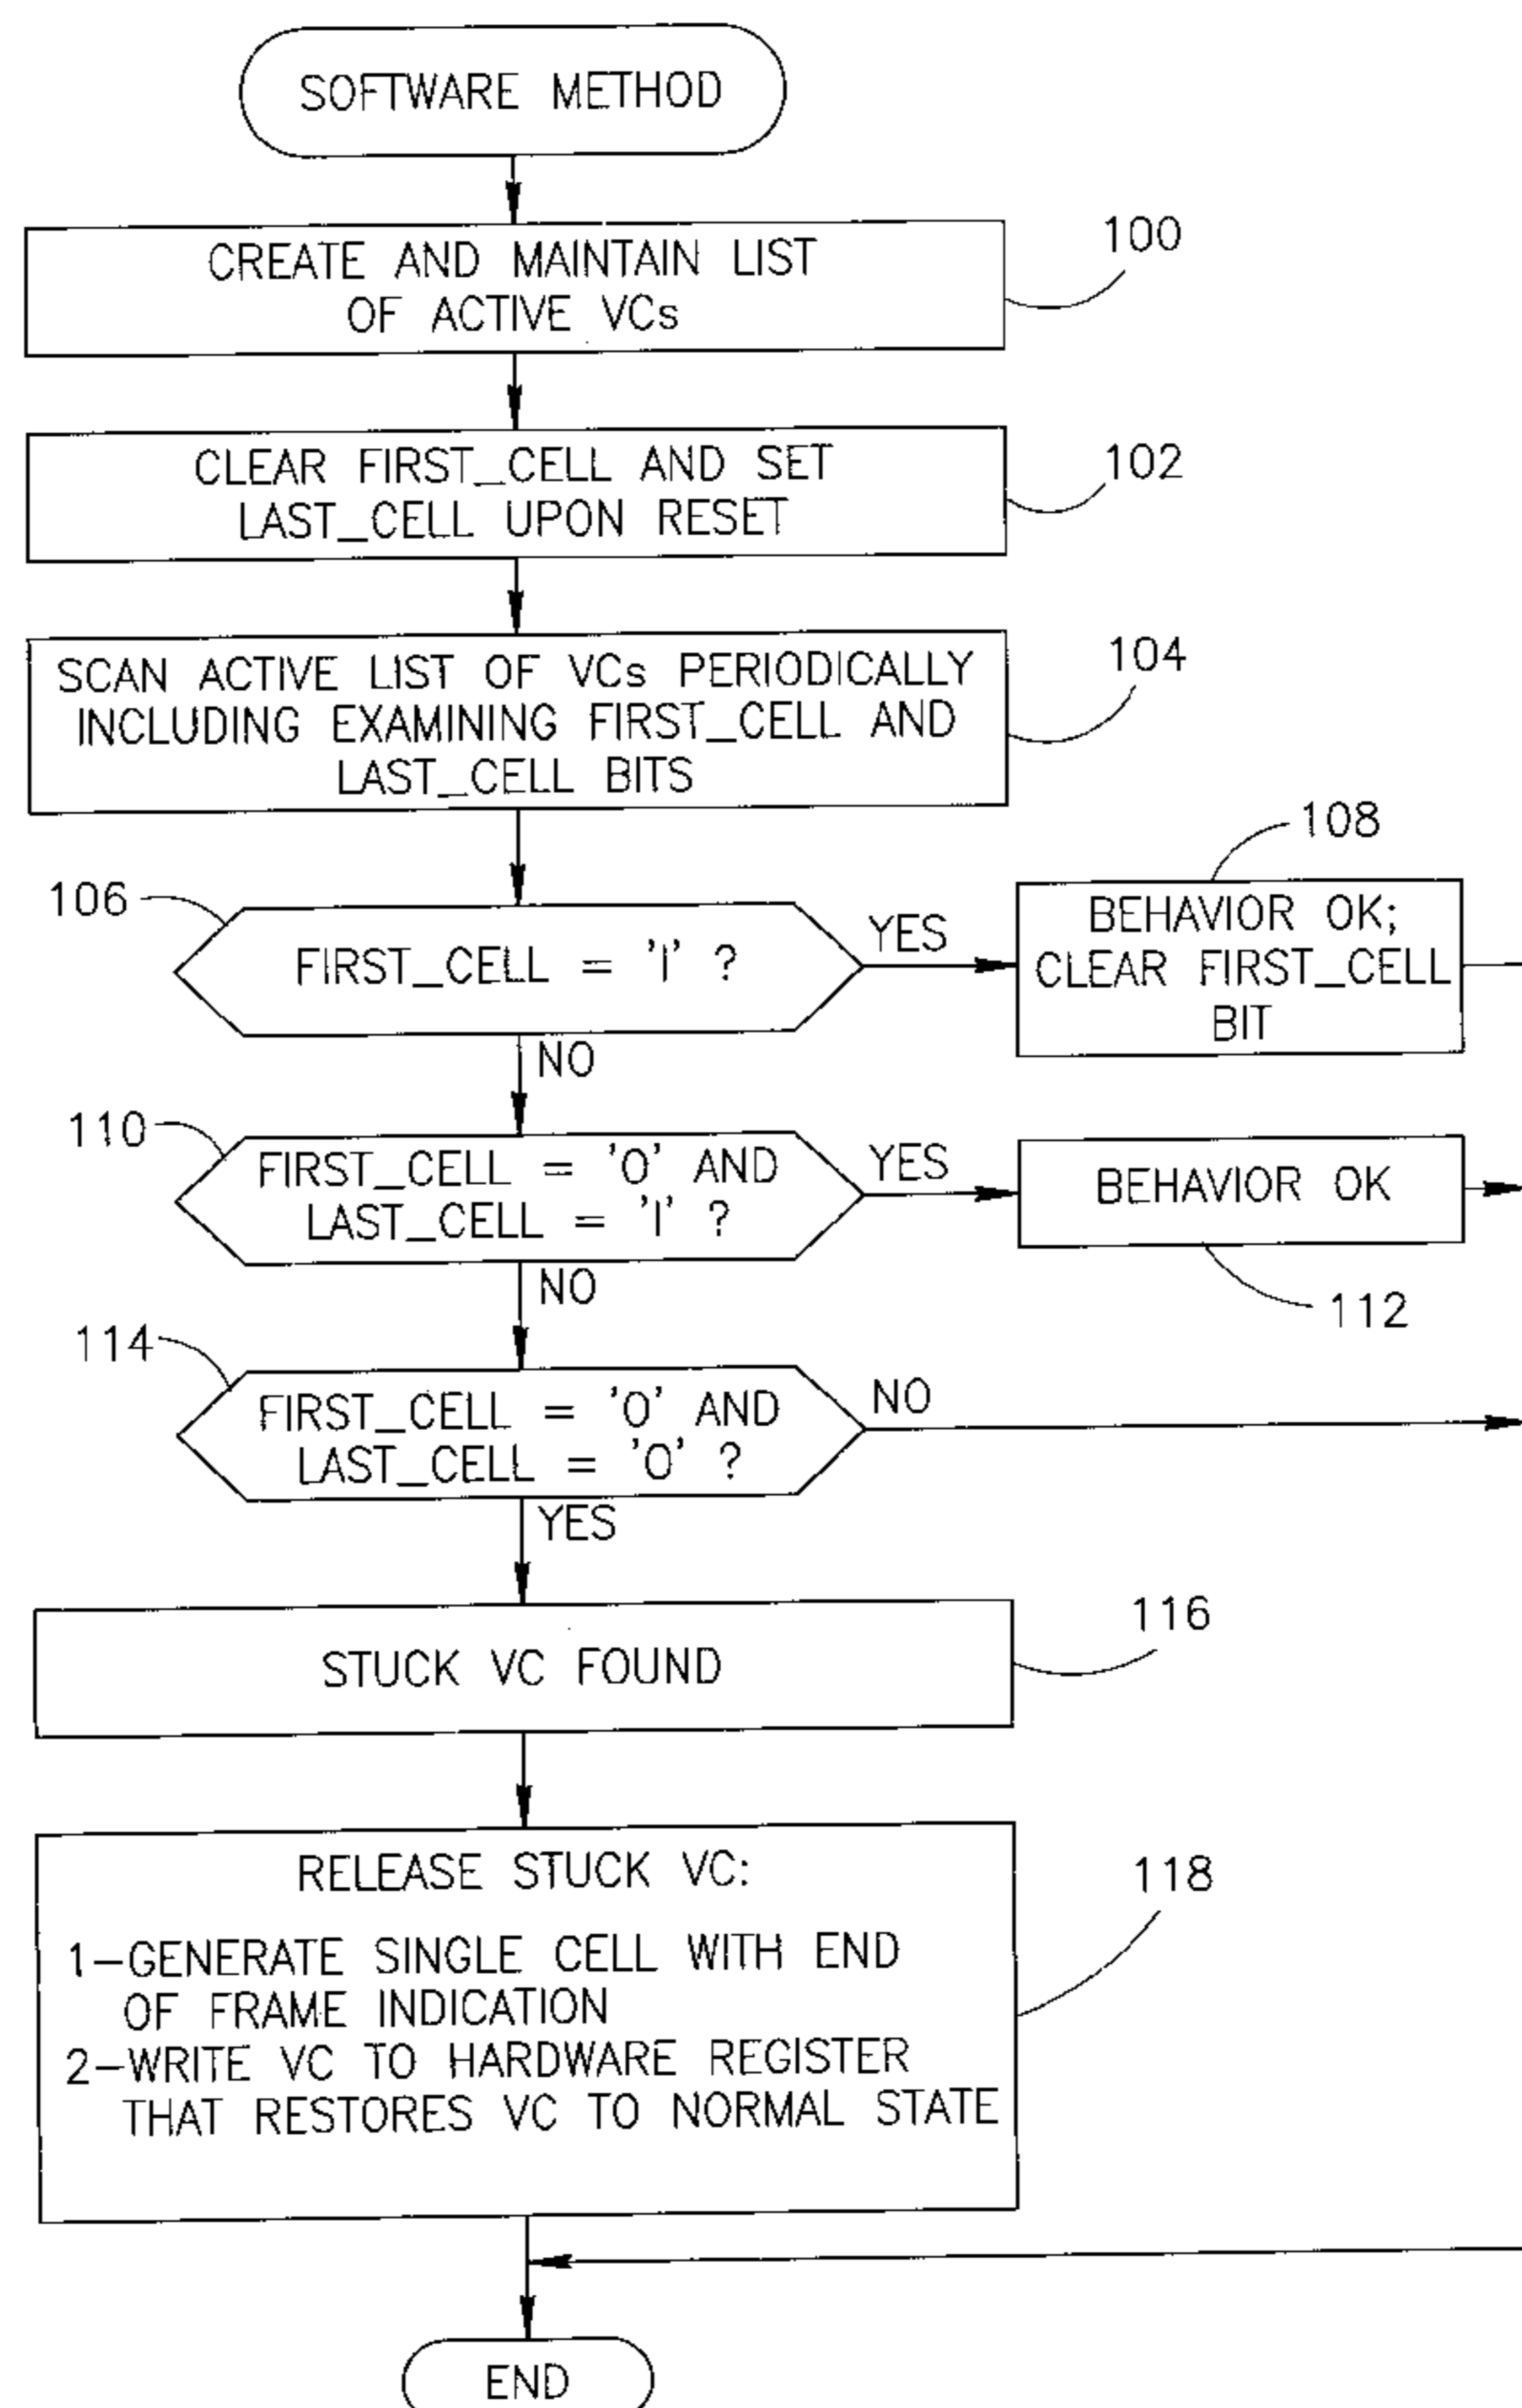 SOFTWARE METHOD
CREATE AND MAINTAIN LIST
OF ACTIVE VCs
100
CLEAR FIRST_CELL AND SET
LAST_CELL UPON RESET
102
SCAN ACTIVE LIST OF VCs PERIODICALLY
INCLUDING EXAMINING FIRST_CELL AND
LAST_CELL BITS
104
106
FIRST_CELL = '1' ?
YES
108
BEHAVIOR OK;
CLEAR FIRST_CELL
BIT
NO
110
FIRST_CELL = '0' AND
LAST_CELL = '1' ?
YES
BEHAVIOR OK
112
NO
114
FIRST_CELL = '0' AND
LAST_CELL = '0' ?
NO
YES
STUCK VC FOUND
116
RELEASE STUCK VC:
1-GENERATE SINGLE CELL WITH END
OF FRAME INDICATION
2-WRITE VC TO HARDWARE REGISTER
THAT RESTORES VC TO NORMAL STATE
118
END